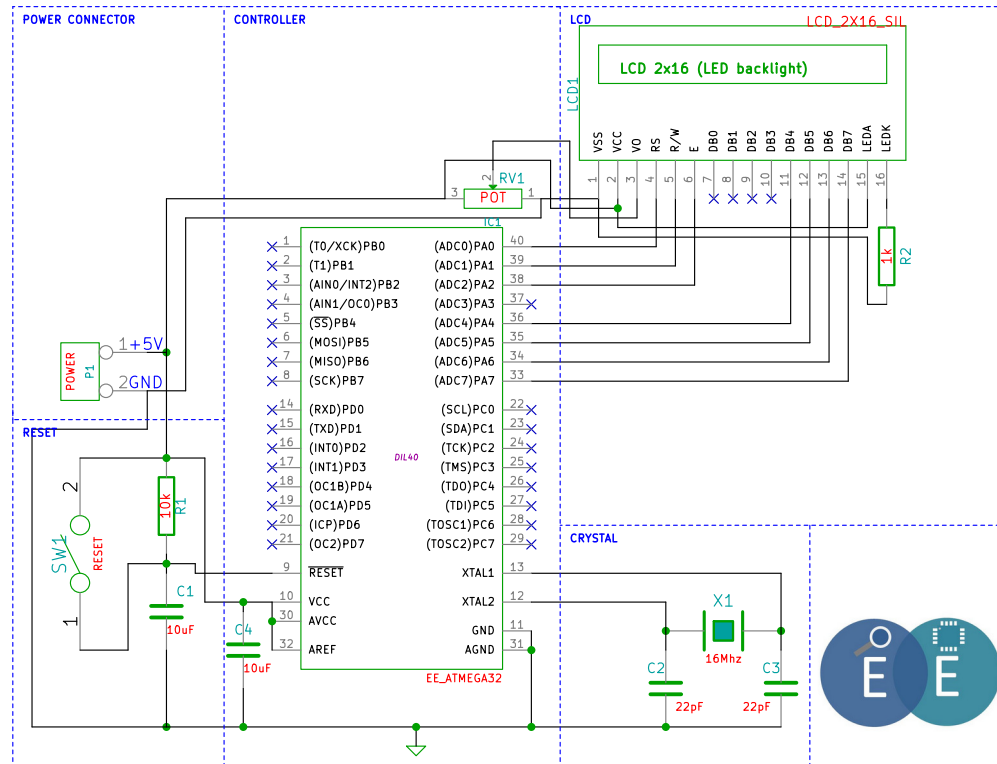 POWER CONNECTOR
CONTROLLER
LCD
LCD_2X16_SIL
LCD 2x16 (LED backlight)
LCD1
VSS
VCC
VO
RS
R/W
E
DB0
DB1
DB2
DB3
DB4
DB5
DB6
DB7
LEDA
LEDK
1
2
3
4
5
6
7
8
9
10
11
12
13
14
15
16
2
RV1
3
POT
1
IC1
1k
R2
1 (T0/XCK)PB0
2 (T1)PB1
3 (AIN0/INT2)PB2
4 (AIN1/OC0)PB3
5 (SS)PB4
6 (MOSI)PB5
7 (MISO)PB6
8 (SCK)PB7
14 (RXD)PD0
15 (TXD)PD1
16 (INT0)PD2
17 (INT1)PD3
18 (OC1B)PD4
19 (OC1A)PD5
20 (ICP)PD6
21 (OC2)PD7
9 RESET
10 VCC
30 AVCC
32 AREF
(ADC0)PA0 40
(ADC1)PA1 39
(ADC2)PA2 38
(ADC3)PA3 37
(ADC4)PA4 36
(ADC5)PA5 35
(ADC6)PA6 34
(ADC7)PA7 33
(SCL)PC0 22
(SDA)PC1 23
(TCK)PC2 24
(TMS)PC3 25
(TDO)PC4 26
(TDI)PC5 27
(TOSC1)PC6 28
(TOSC2)PC7 29
XTAL1 13
XTAL2 12
GND 11
AGND 31
DIL40
EE_ATMEGA32
POWER
P1
1 +5V
2 GND
RESET
2
SW1
RESET
1
10k
R1
C1
10uF
C4
10uF
CRYSTAL
X1
16Mhz
C2
22pF
C3
22pF
E
E